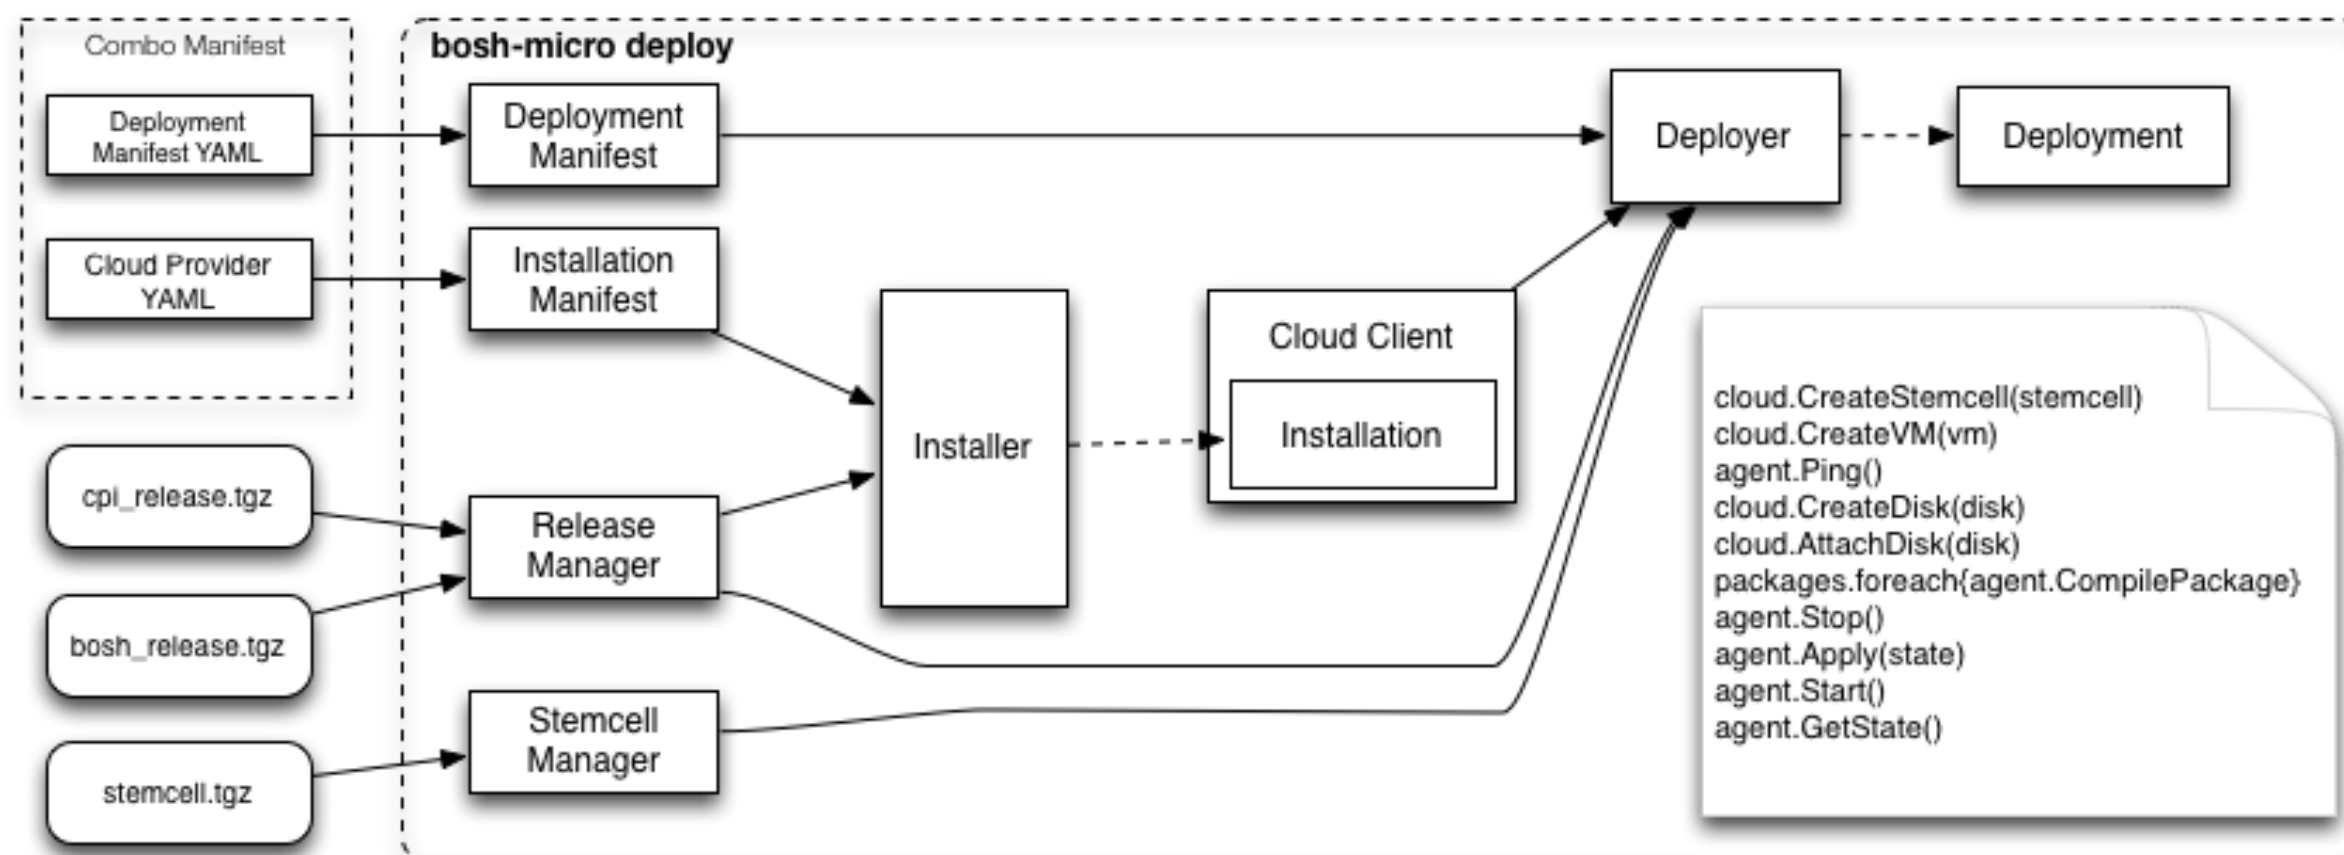 Combo Manifest
Deployment
Manifest YAML
Cloud Provider
YAML
cpi_release.tgz
bosh_release.tgz
stemcell.tgz
bosh-micro deploy
Deployment
Manifest
Installation
Manifest
Release
Manager
Stemcell
Manager
Installer
Cloud Client
Installation
Deployer
Deployment
cloud.CreateStemcell(stemcell)
cloud.CreateVM(vm)
agent.Ping()
cloud.CreateDisk(disk)
cloud.AttachDisk(disk)
packages.foreach{agent.CompilePackage}
agent.Stop()
agent.Apply(state)
agent.Start()
agent.GetState()